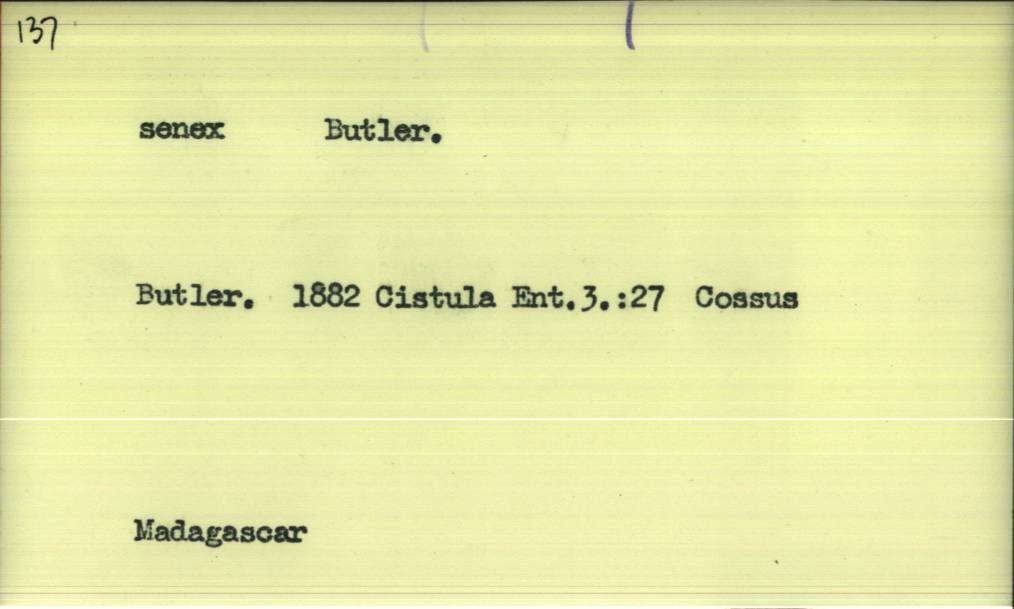 137
senex Butler.
Butler. 1882 Cistula Ent.3.:27 Cossus
Madagascar